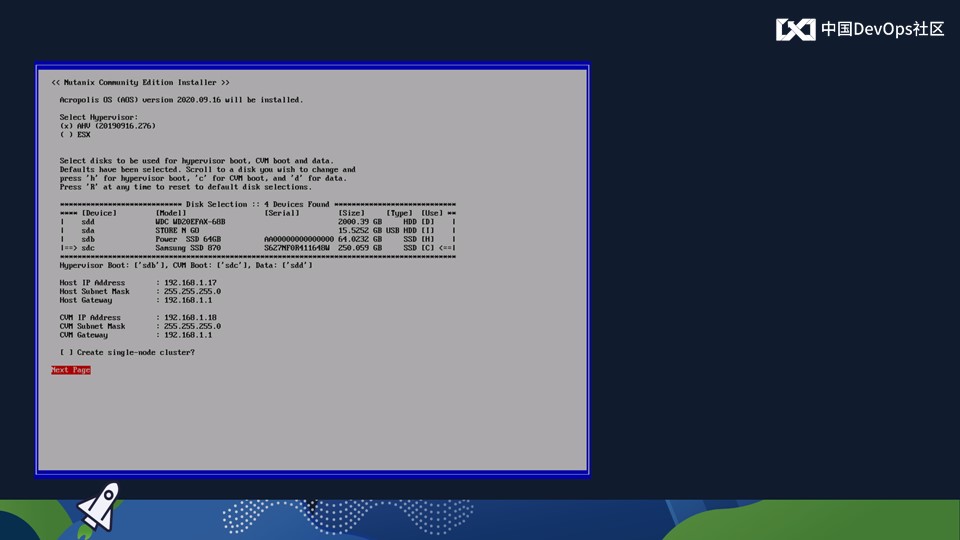 中国DevOps社区
<< Nutanix Community Edition Installer >>
Acropolis OS (AOS) version 2020.09.16 will be installed.
Select Hypervisor:
(x) AHV (20190916.276)
( ) ESX
Select disks to be used for hypervisor boot, CVM boot and data.
Defaults have been selected. Scroll to a disk you wish to change and
press 'h' for hypervisor boot, 'c' for CVM boot, and 'd' for data.
Press 'R' at any time to reset to default disk selections.
============================ Disk Selection :: 4 Devices Found ============================
==== [Device] [Model] [Serial] [Size] [Type] [Use] ==
| sdd WDC WD20EFAX-68B 2000.39 GB HDD [D] |
| sda STORE N GO 15.5252 GB USB HDD [I] |
| sdb Power SSD 64GB AA00000000000000 64.0232 GB SSD [H] |
|==> sdc Samsung SSD 870 S627NF0R411648W 250.059 GB SSD [C] <==|
Hypervisor Boot: ['sdb'], CVM Boot: ['sdc'], Data: ['sdd']
Host IP Address : 192.168.1.17
Host Subnet Mask : 255.255.255.0
Host Gateway : 192.168.1.1
CVM IP Address : 192.168.1.18
CVM Subnet Mask : 255.255.255.0
CVM Gateway : 192.168.1.1
[ ] Create single-node cluster?
Next Page